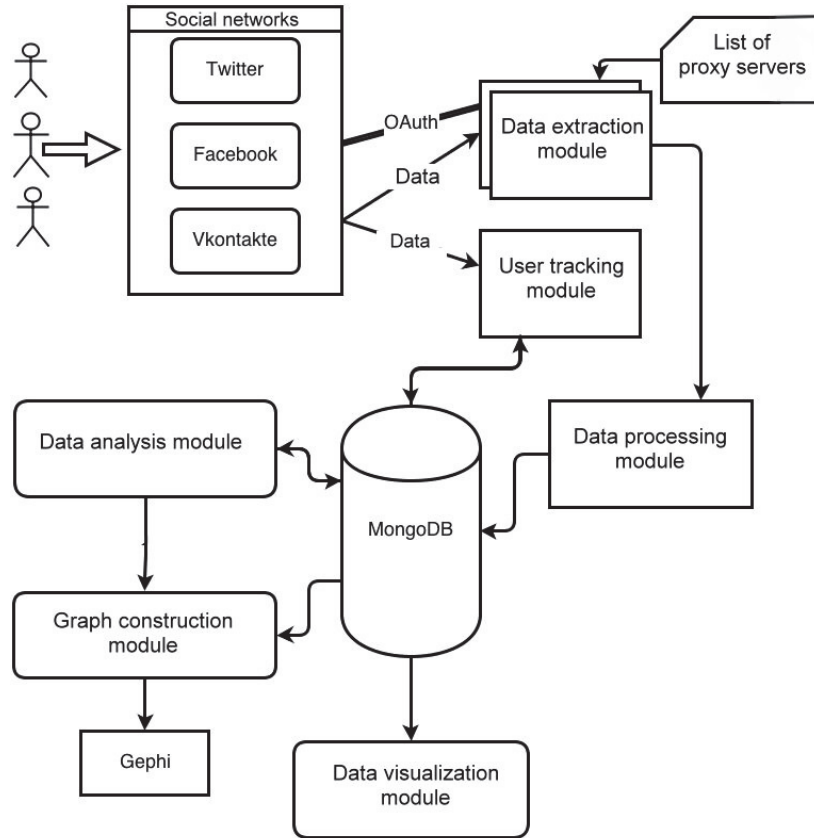 Social networks
Twitter
Facebook
Vkontakte
OAuth
Data
Data
List of
proxy servers
Data extraction
module
User tracking
module
Data analysis module
MongoDB
Data processing
module
Graph construction
module
Gephi
Data visualization
module